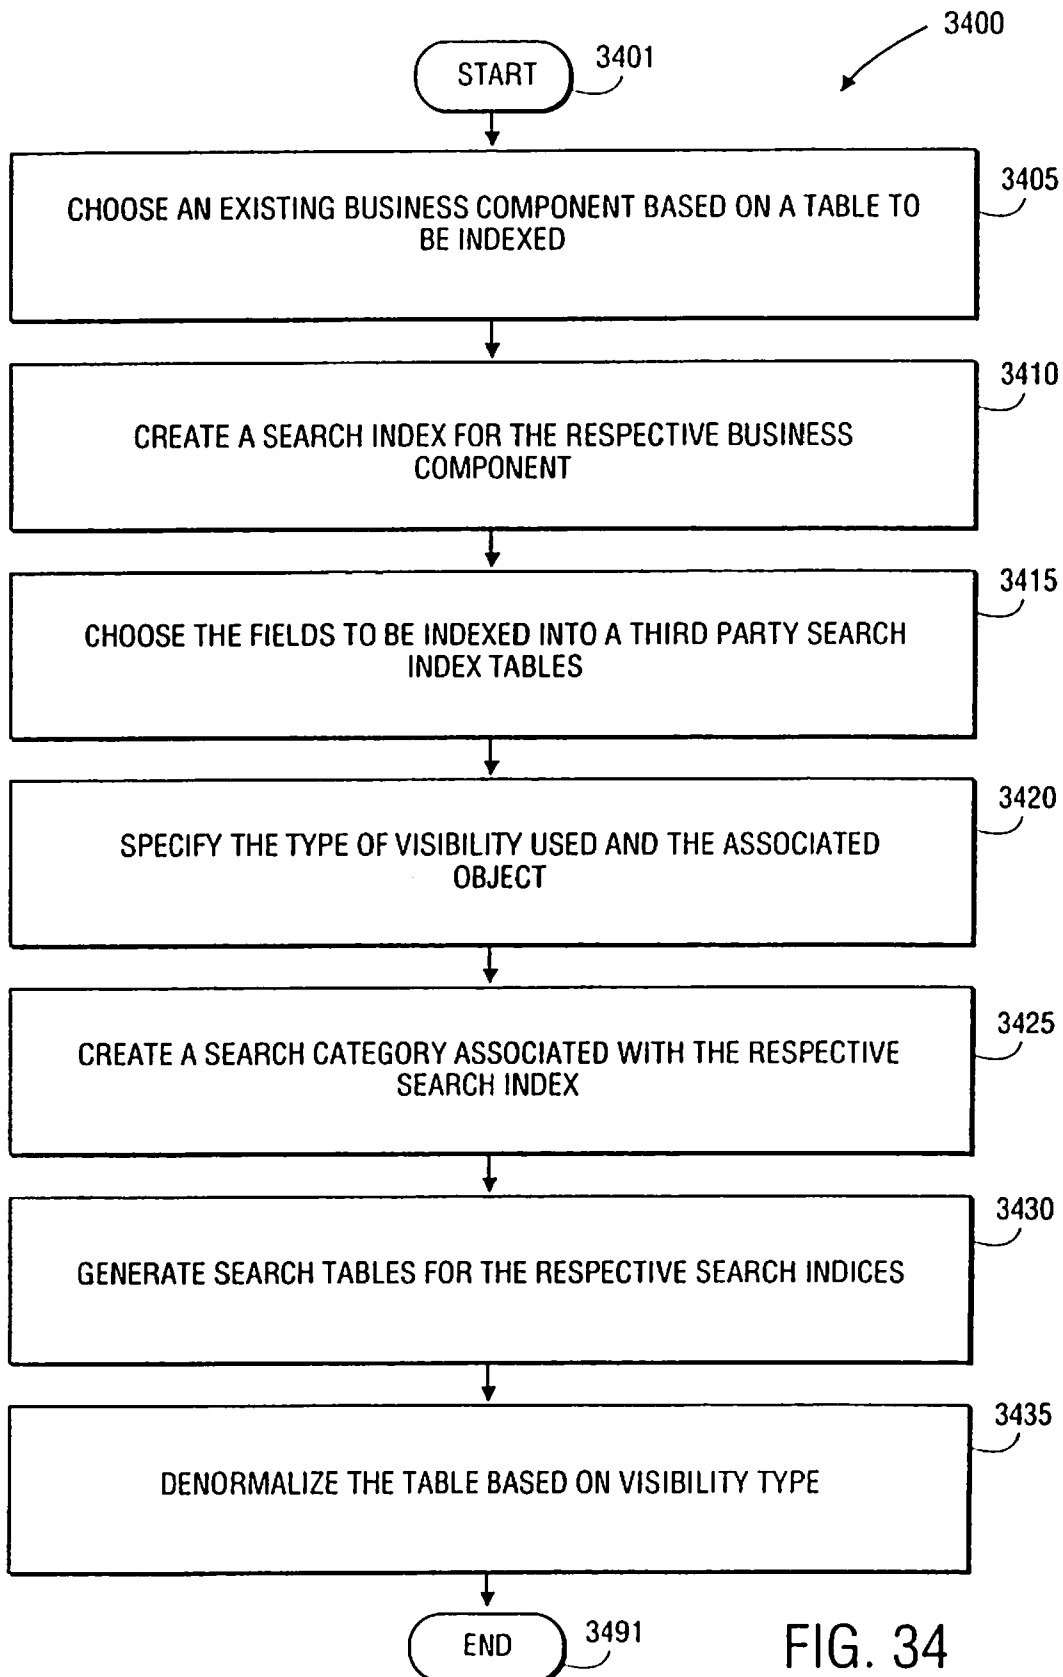 3400
START
3401
CHOOSE AN EXISTING BUSINESS COMPONENT BASED ON A TABLE TO
BE INDEXED
3405
CREATE A SEARCH INDEX FOR THE RESPECTIVE BUSINESS
COMPONENT
3410
CHOOSE THE FIELDS TO BE INDEXED INTO A THIRD PARTY SEARCH
INDEX TABLES
3415
SPECIFY THE TYPE OF VISIBILITY USED AND THE ASSOCIATED
OBJECT
3420
CREATE A SEARCH CATEGORY ASSOCIATED WITH THE RESPECTIVE
SEARCH INDEX
3425
GENERATE SEARCH TABLES FOR THE RESPECTIVE SEARCH INDICES
3430
DENORMALIZE THE TABLE BASED ON VISIBILITY TYPE
3435
END
3491
FIG. 34